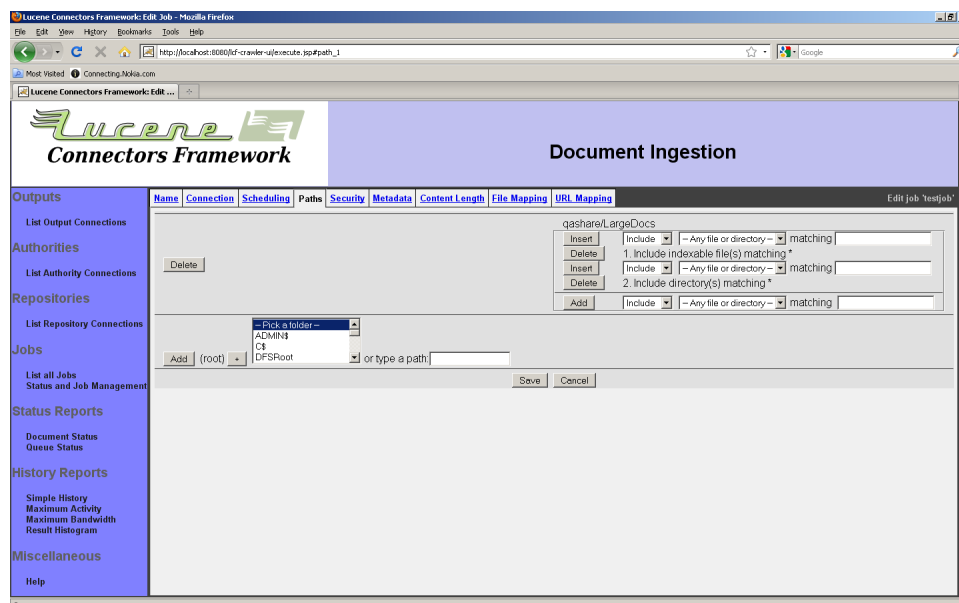 Lucene Connectors Framework: Edit Job - Mozilla Firefox
File Edit View History Bookmarks Tools Help
http://localhost:8080/lcf-crawler-ui/execute.jsp#path_1
Google
Most Visited Connecting.Nokia.com
Lucene Connectors Framework: Edit ...
Lucene
Connectors Framework
Document Ingestion
Outputs
List Output Connections
Authorities
List Authority Connections
Repositories
List Repository Connections
Jobs
List all Jobs
Status and Job Management
Status Reports
Document Status
Queue Status
History Reports
Simple History
Maximum Activity
Maximum Bandwidth
Result Histogram
Miscellaneous
Help
Name Connection Scheduling Paths Security Metadata Content Length File Mapping URL Mapping Edit job 'testjob'
Delete
qashare/LargeDocs
Insert Include -- Any file or directory -- matching
Delete 1. Include indexable file(s) matching *
Insert Include -- Any file or directory -- matching
Delete 2. Include directory(s) matching *
Add Include -- Any file or directory -- matching
Add (root) +
-- Pick a folder --
ADMIN$
C$
DFSRoot
or type a path:
Save Cancel